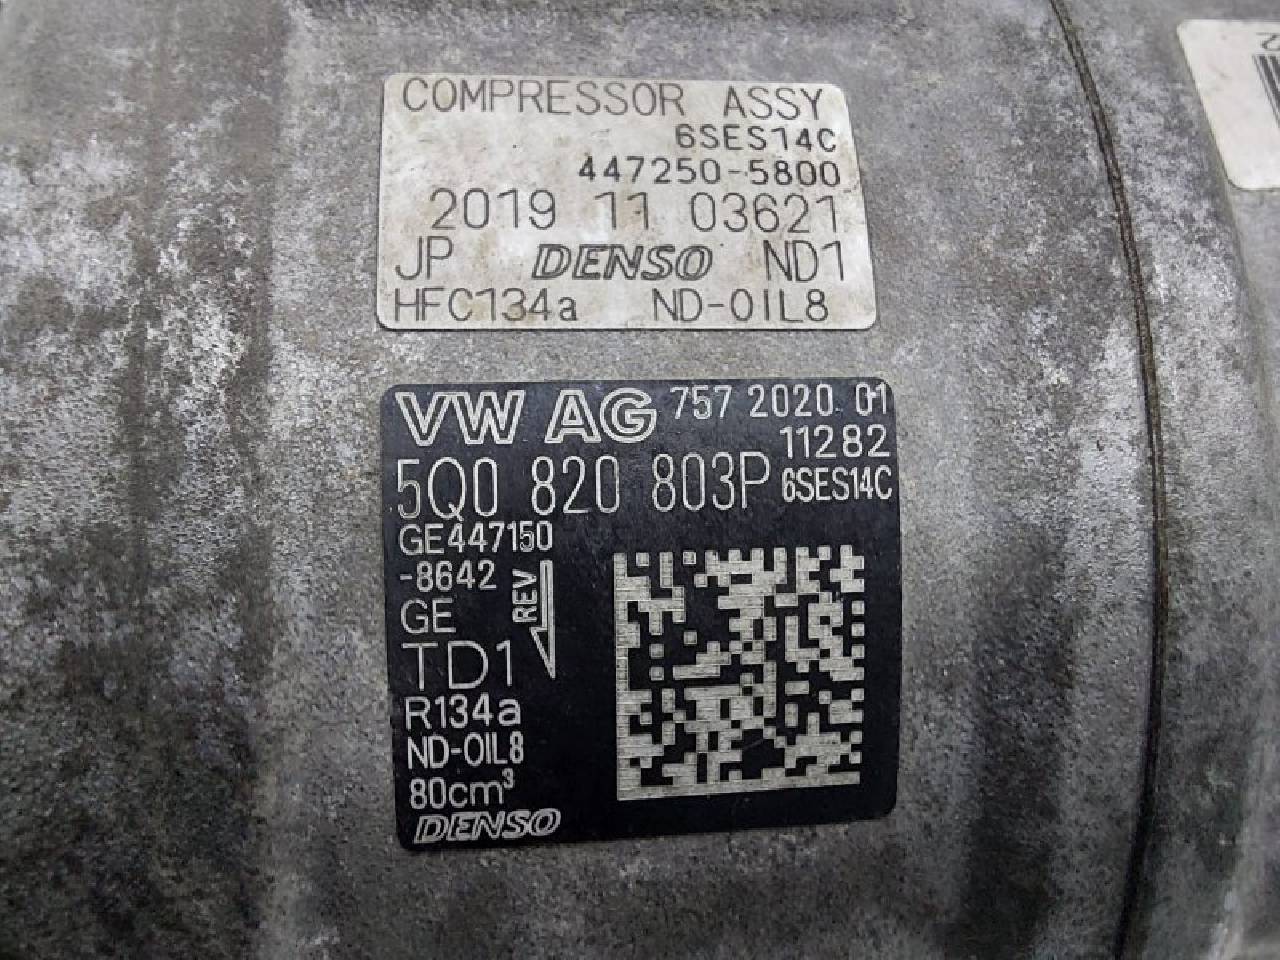 COMPRESSOR ASSY
6SES14C
447250-5800
2019 11 03621
JP DENSO ND1
HFC134a ND-OIL8
2
VW AG 757 2020 01
11282
5Q0 820 803P 6SES14C
GE447150
-8642
REV
GE
TD1
R134a
ND-OIL8
80cm³
DENSO